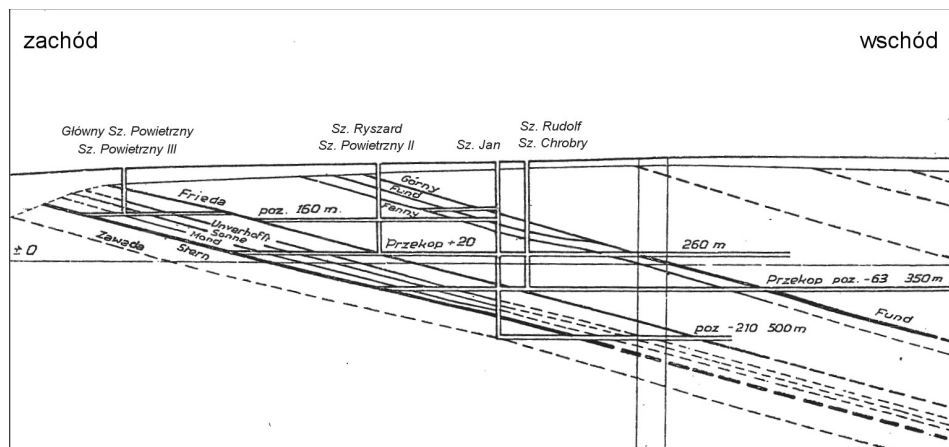 zachód
wschód
Główny Sz. Powietrzny
Sz. Powietrzny III
Sz. Ryszard
Sz. Powietrzny II
Sz. Jan
Sz. Rudolf
Sz. Chrobry
Frieda
Górny
Fund
Fanny
poz. 160 m.
Unverhofft
Sonne
Mond
Stern
Zawada
Przekop +20
260 m
± 0
Przekop poz. -63 350 m
Fund
poz -210 500 m